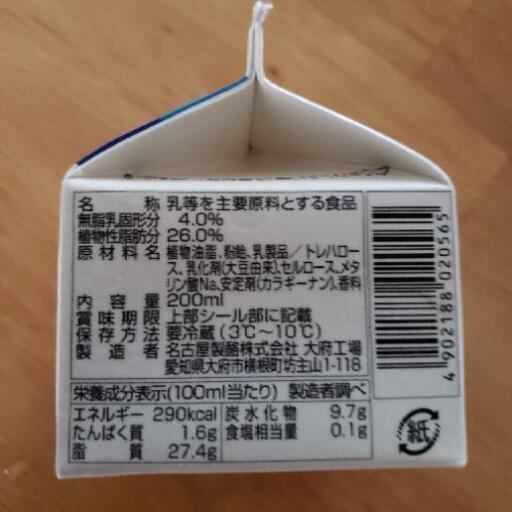 名称 乳等を主要原料とする食品
無脂乳固形分 4.0%
植物性脂肪分 26.0%
原材料名 植物油脂、粉飴、乳製品／トレハロー
ス、乳化剤(大豆由来)、セルロース、メタ
リン酸Na、安定剤(カラギーナン)、香料
内容量 200ml
賞味期限 上部シール部に記載
保存方法 要冷蔵(3℃〜10℃)
製造者 名古屋製酪株式会社 大府工場
愛知県大府市横根町坊主山1-118
栄養成分表示(100ml当たり) 製造者調べ
エネルギー 290kcal 炭水化物 9.7g
たんぱく質 1.6g 食塩相当量 0.1g
脂質 27.4g
4902188020565
紙